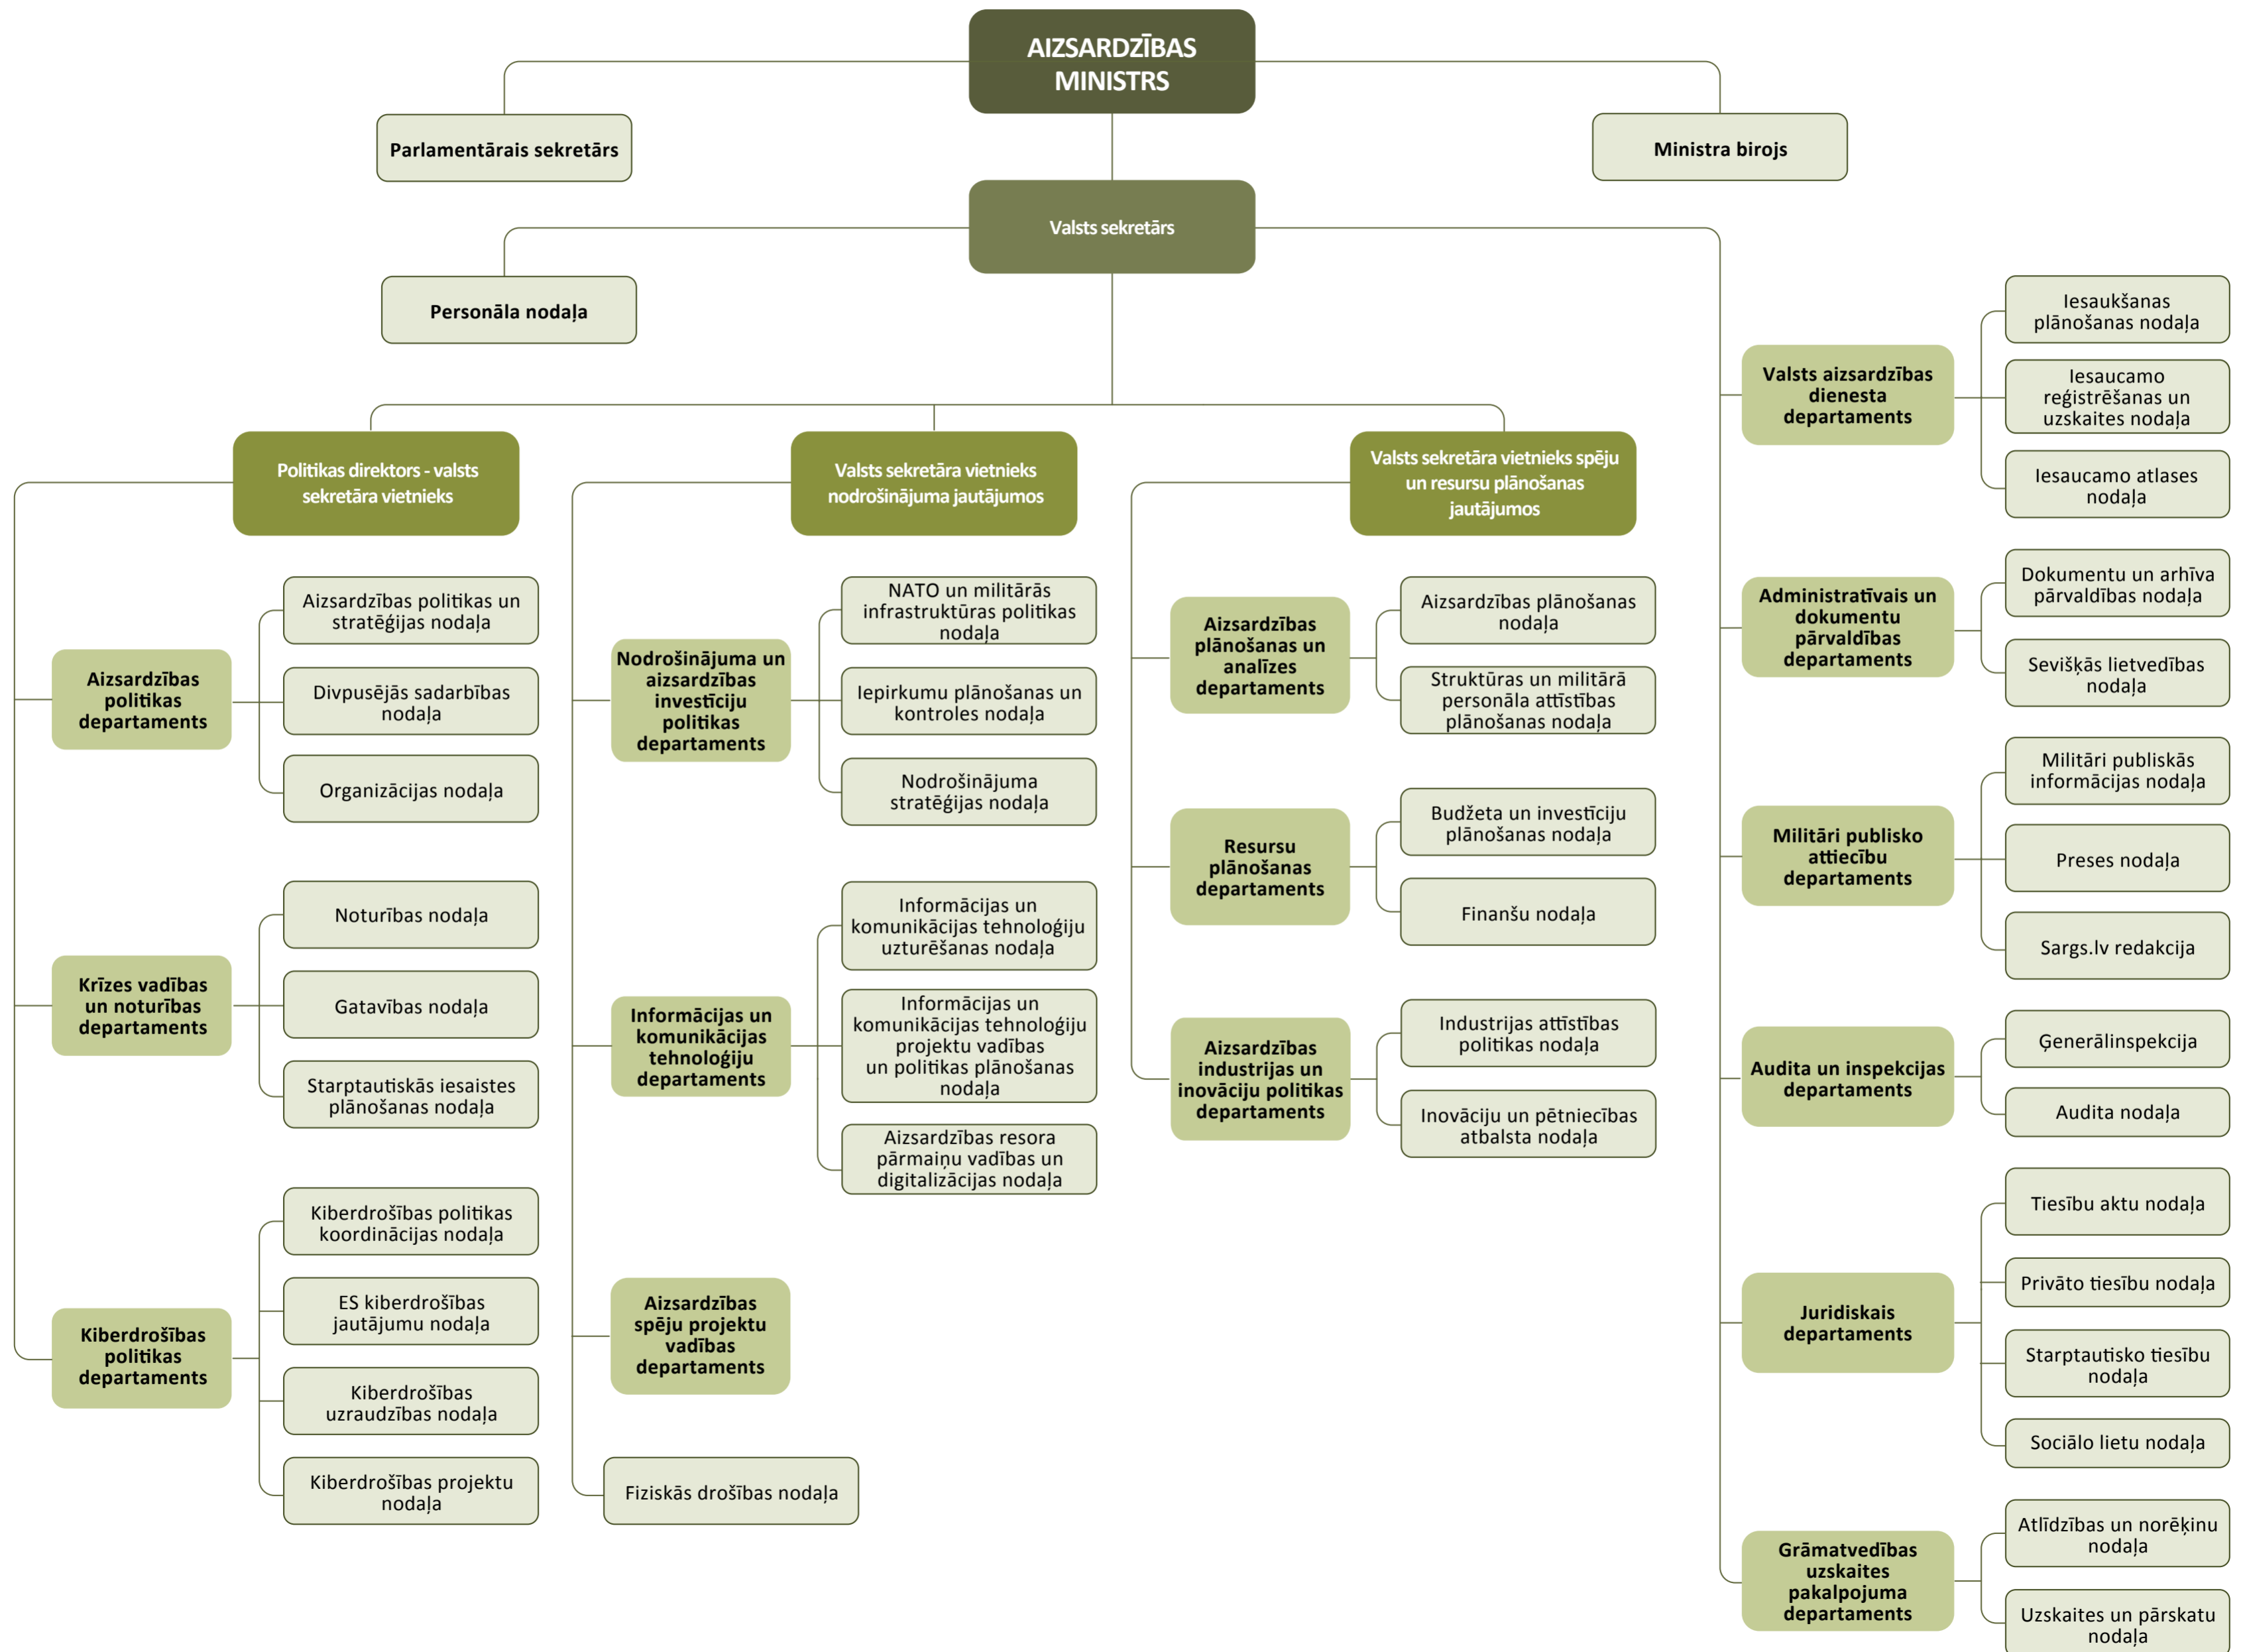 AIZSARDZĪBAS
MINISTRS
Parlamentārais sekretārs
Ministra birojs
Valsts sekretārs
Personāla nodaļa
Politikas direktors - valsts
sekretāra vietnieks
Aizsardzības
politikas
departaments
Aizsardzības politikas un
stratēģijas nodaļa
Divpusējās sadarbības
nodaļa
Organizācijas nodaļa
Krīzes vadības
un noturības
departaments
Noturības nodaļa
Gatavības nodaļa
Starptautiskās iesaistes
plānošanas nodaļa
Kiberdrošības
politikas
departaments
Kiberdrošības politikas
koordinācijas nodaļa
ES kiberdrošības
jautājumu nodaļa
Kiberdrošības
uzraudzības nodaļa
Kiberdrošības projektu
nodaļa
Valsts sekretāra vietnieks
nodrošinājuma jautājumos
Nodrošinājuma un
aizsardzības
investīciju
politikas
departaments
NATO un militārās
infrastruktūras politikas
nodaļa
Iepirkumu plānošanas un
kontroles nodaļa
Nodrošinājuma
stratēģijas nodaļa
Informācijas un
komunikācijas
tehnoloģiju
departaments
Informācijas un
komunikācijas tehnoloģiju
uzturēšanas nodaļa
Informācijas un
komunikācijas tehnoloģiju
projektu vadības
un politikas plānošanas
nodaļa
Aizsardzības resora
pārmaiņu vadības un
digitalizācijas nodaļa
Aizsardzības
spēju projektu
vadības
departaments
Fiziskās drošības nodaļa
Valsts sekretāra vietnieks spēju
un resursu plānošanas
jautājumos
Aizsardzības
plānošanas un
analīzes
departaments
Aizsardzības plānošanas
nodaļa
Struktūras un militārā
personāla attīstības
plānošanas nodaļa
Resursu
plānošanas
departaments
Budžeta un investīciju
plānošanas nodaļa
Finanšu nodaļa
Aizsardzības
industrijas un
inovāciju politikas
departaments
Industrijas attīstības
politikas nodaļa
Inovāciju un pētniecības
atbalsta nodaļa
Valsts aizsardzības
dienesta
departaments
Iesaukšanas
plānošanas nodaļa
Iesaucamo
reģistrēšanas un
uzskaites nodaļa
Iesaucamo atlases
nodaļa
Administratīvais un
dokumentu
pārvaldības
departaments
Dokumentu un arhīva
pārvaldības nodaļa
Sevišķās lietvedības
nodaļa
Militāri publisko
attiecību
departaments
Militāri publiskās
informācijas nodaļa
Preses nodaļa
Sargs.lv redakcija
Audita un inspekcijas
departaments
Ģenerālinspekcija
Audita nodaļa
Juridiskais
departaments
Tiesību aktu nodaļa
Privāto tiesību nodaļa
Starptautisko tiesību
nodaļa
Sociālo lietu nodaļa
Grāmatvedības
uzskaites
pakalpojuma
departaments
Atlīdzības un norēķinu
nodaļa
Uzskaites un pārskatu
nodaļa